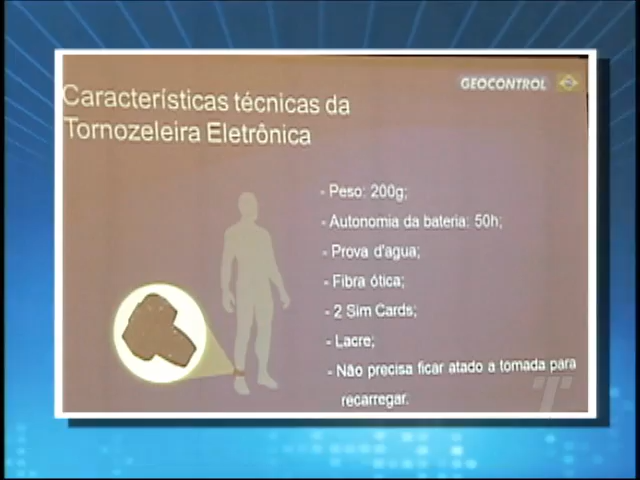 GEOCONTROL
Características técnicas da
Tornozeleira Eletrônica
- Peso: 200g;
- Autonomia da bateria: 50h;
- Prova d'agua;
- Fibra ótica;
- 2 Sim Cards;
- Lacre;
- Não precisa ficar atado a tomada para
recarregar.
T